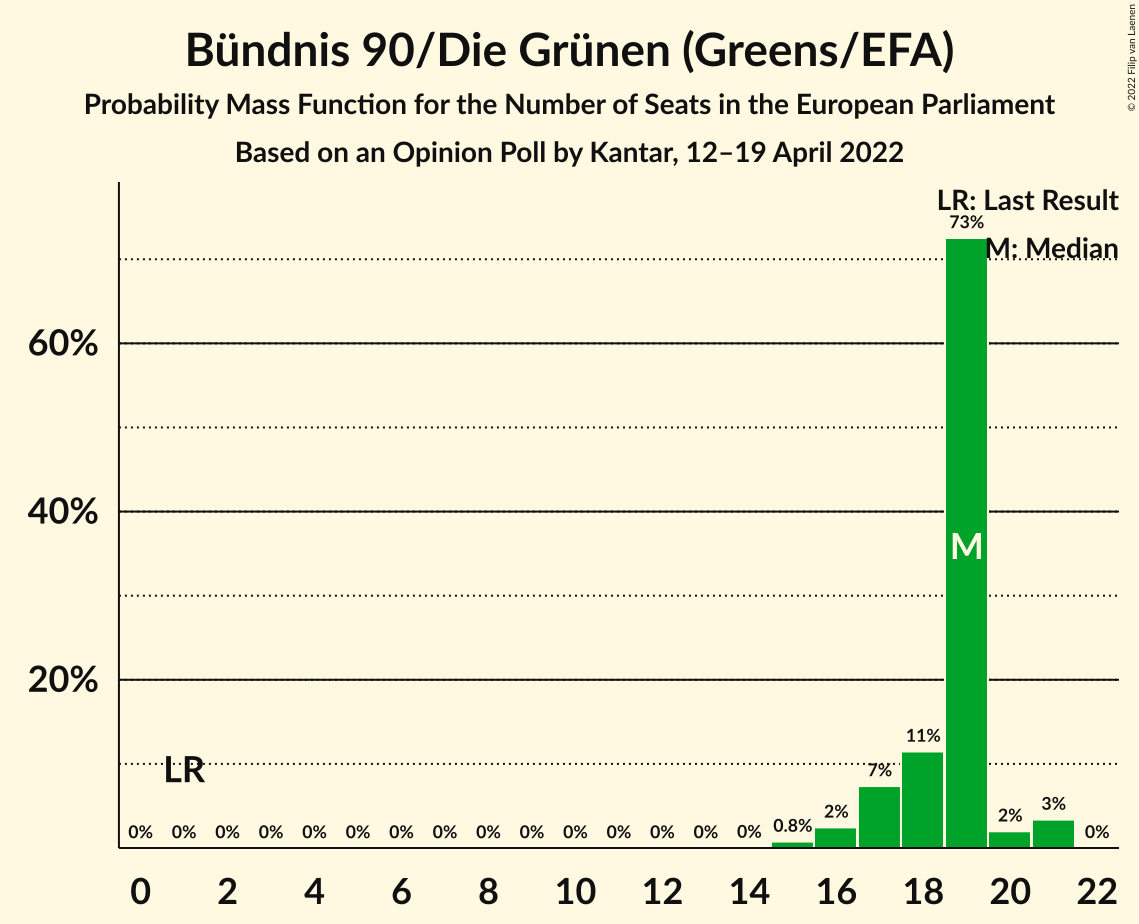 Bündnis 90/Die Grünen (Greens/EFA)
Probability Mass Function for the Number of Seats in the European Parliament
Based on an Opinion Poll by Kantar, 12–19 April 2022
© 2022 Filip van Laenen
LR: Last Result
73%
M: Median
60%
40%
M
20%
11%
LR
7%
3%
2%
2%
0.8%
0% 0% 0% 0% 0% 0% 0% 0% 0% 0% 0% 0% 0% 0% 0% 0%
0 2 4 6 8 10 12 14 16 18 20 22